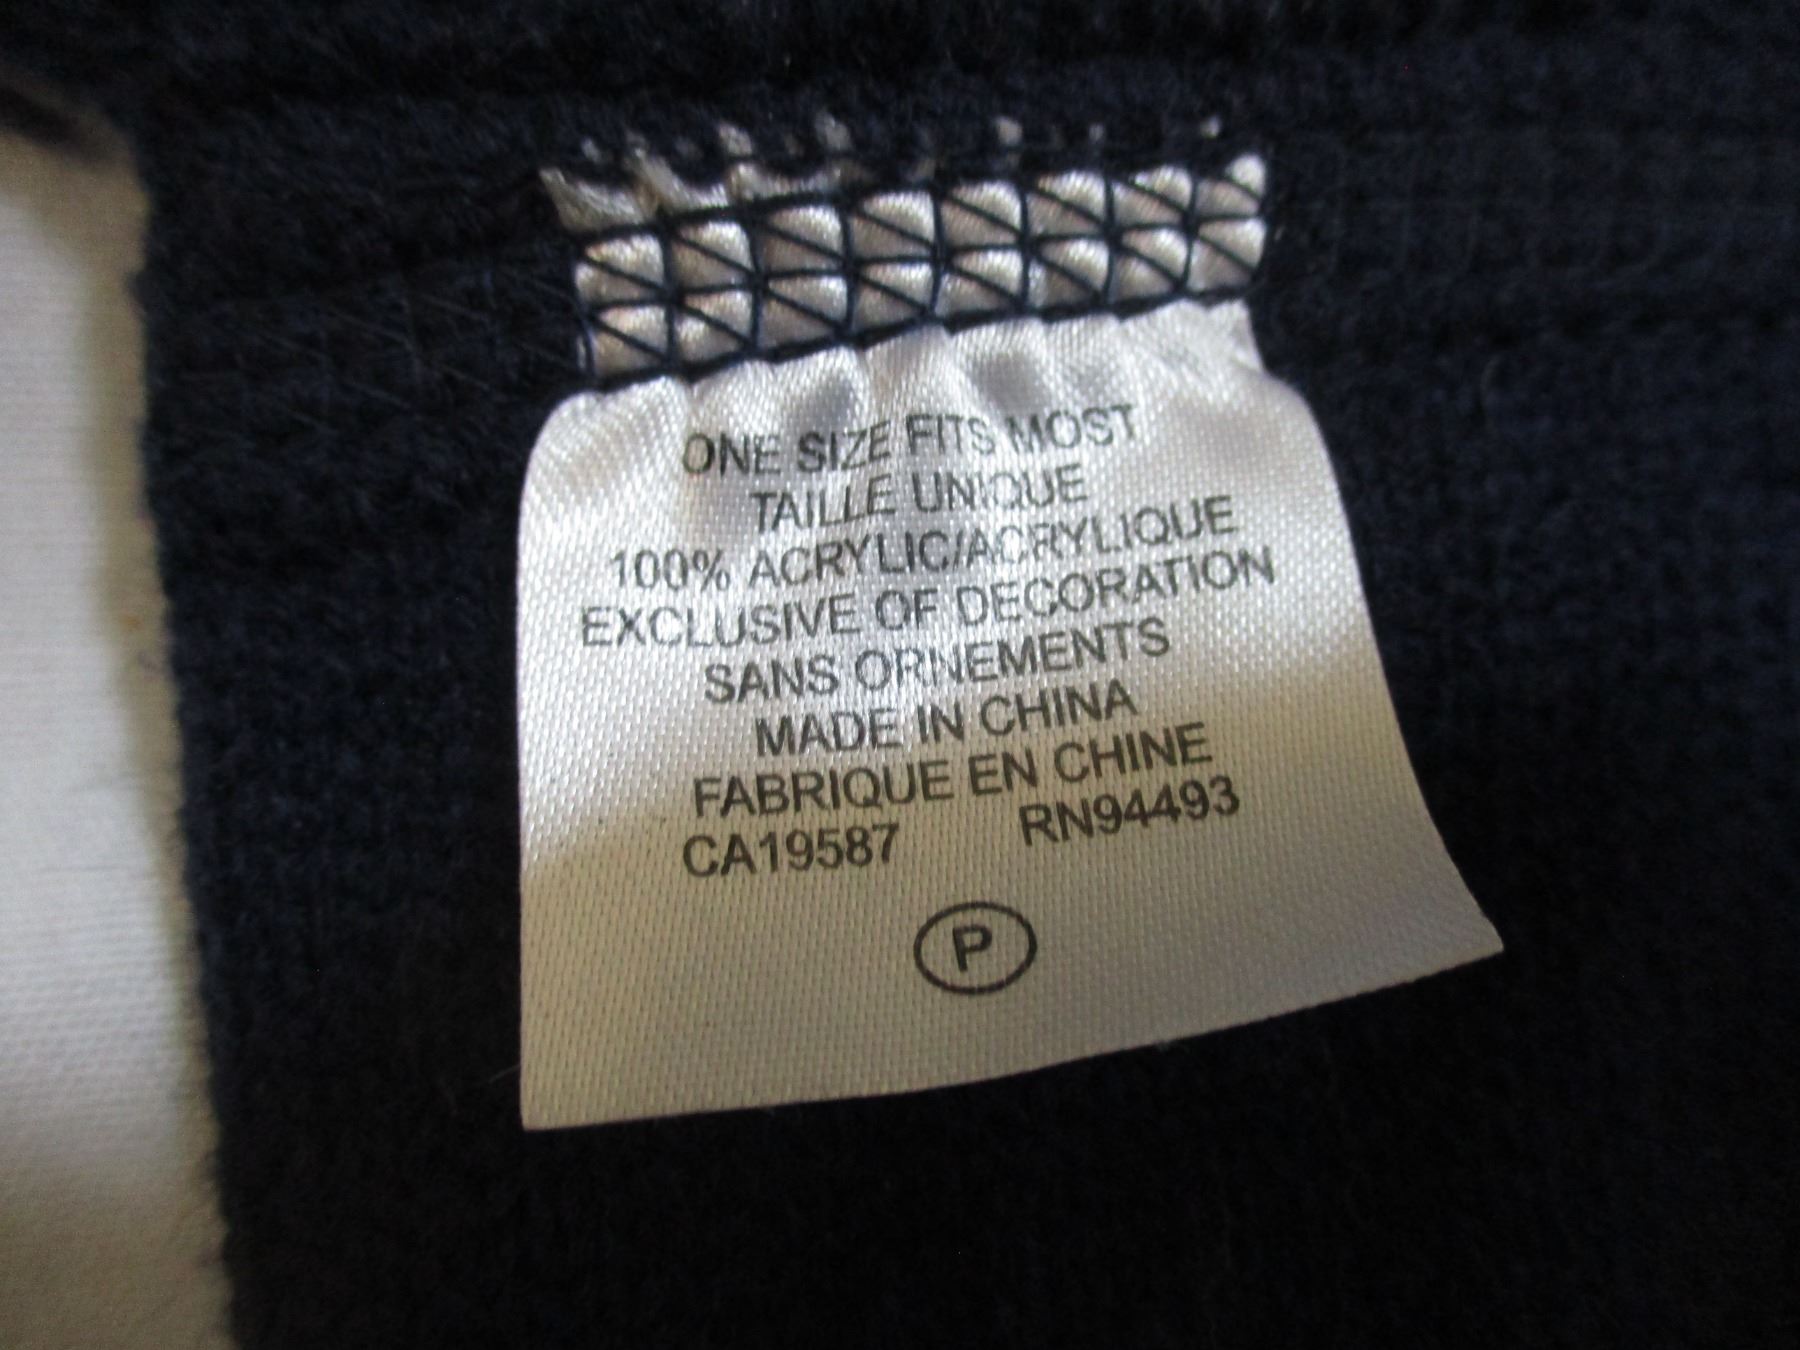 ONE SIZE FITS MOST
TAILLE UNIQUE
100% ACRYLIC/ACRYLIQUE
EXCLUSIVE OF DECORATION
SANS ORNEMENTS
MADE IN CHINA
FABRIQUE EN CHINE
CA19587 RN94493
P